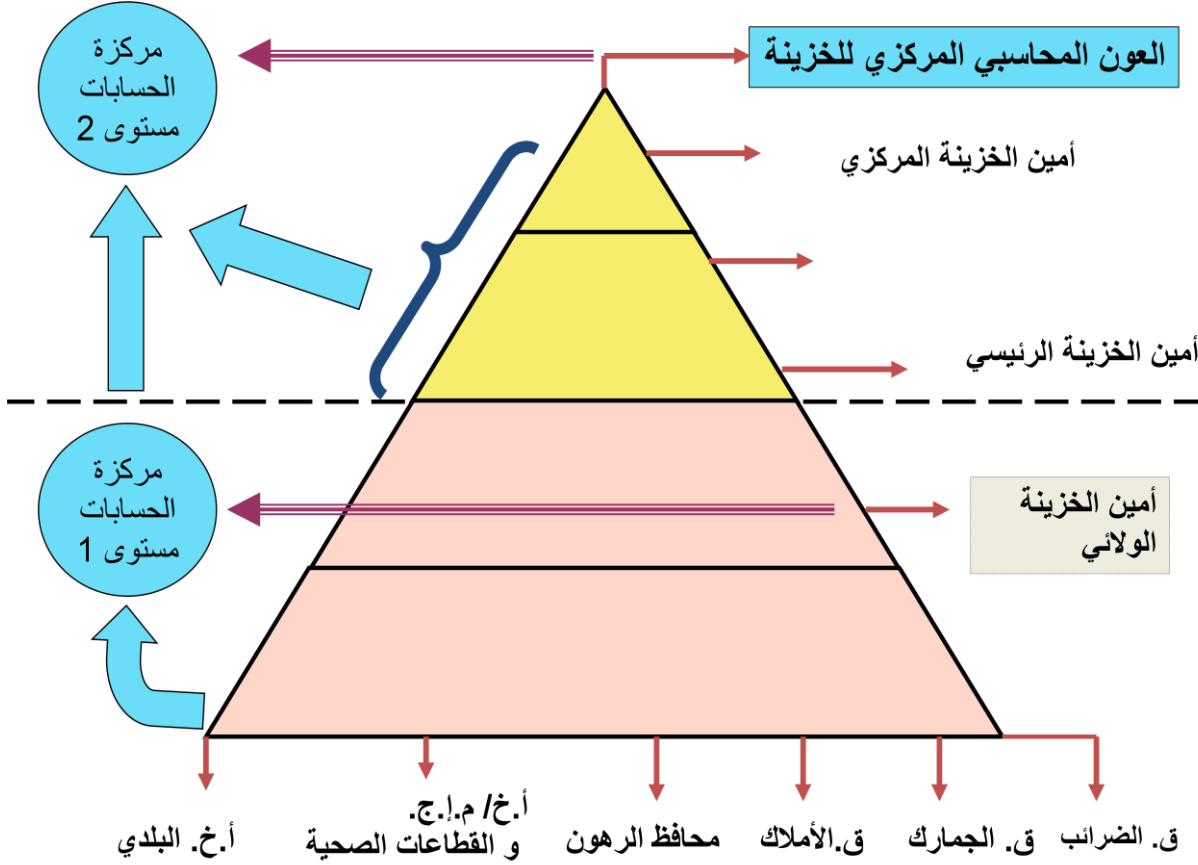 العون المحاسبي المركزي للخزينة
مركزة
الحسابات
مستوى 2
أمين الخزينة المركزي
أمين الخزينة الرئيسي
مركزة
الحسابات
مستوى 1
أمين الخزينة
الولائي
ق. الضرائب
ق. الجمارك
ق.الأملاك
محافظ الرهون
أ.خ/ م.إ.ج.
و القطاعات الصحية
أ.خ. البلدي